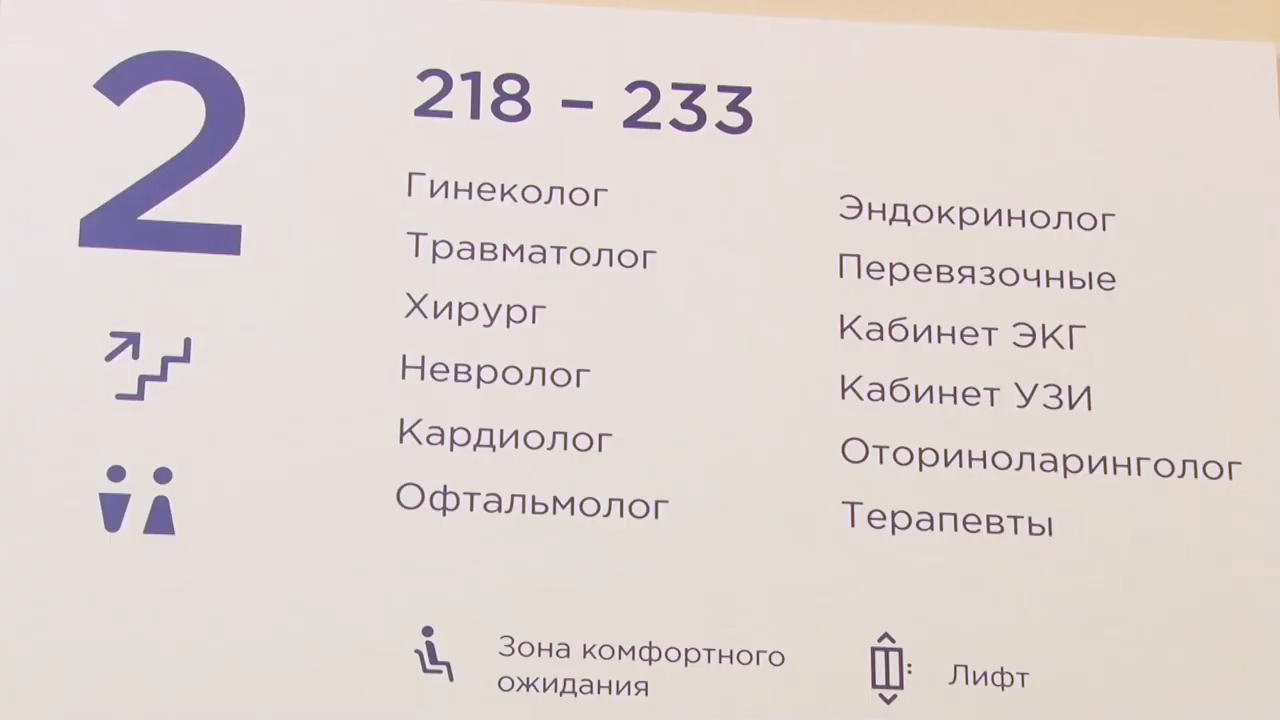 2
218 – 233
Гинеколог
Травматолог
Хирург
Невролог
Кардиолог
Офтальмолог
Эндокринолог
Перевязочные
Кабинет ЭКГ
Кабинет УЗИ
Оториноларинголог
Терапевты
Зона комфортного
ожидания
Лифт